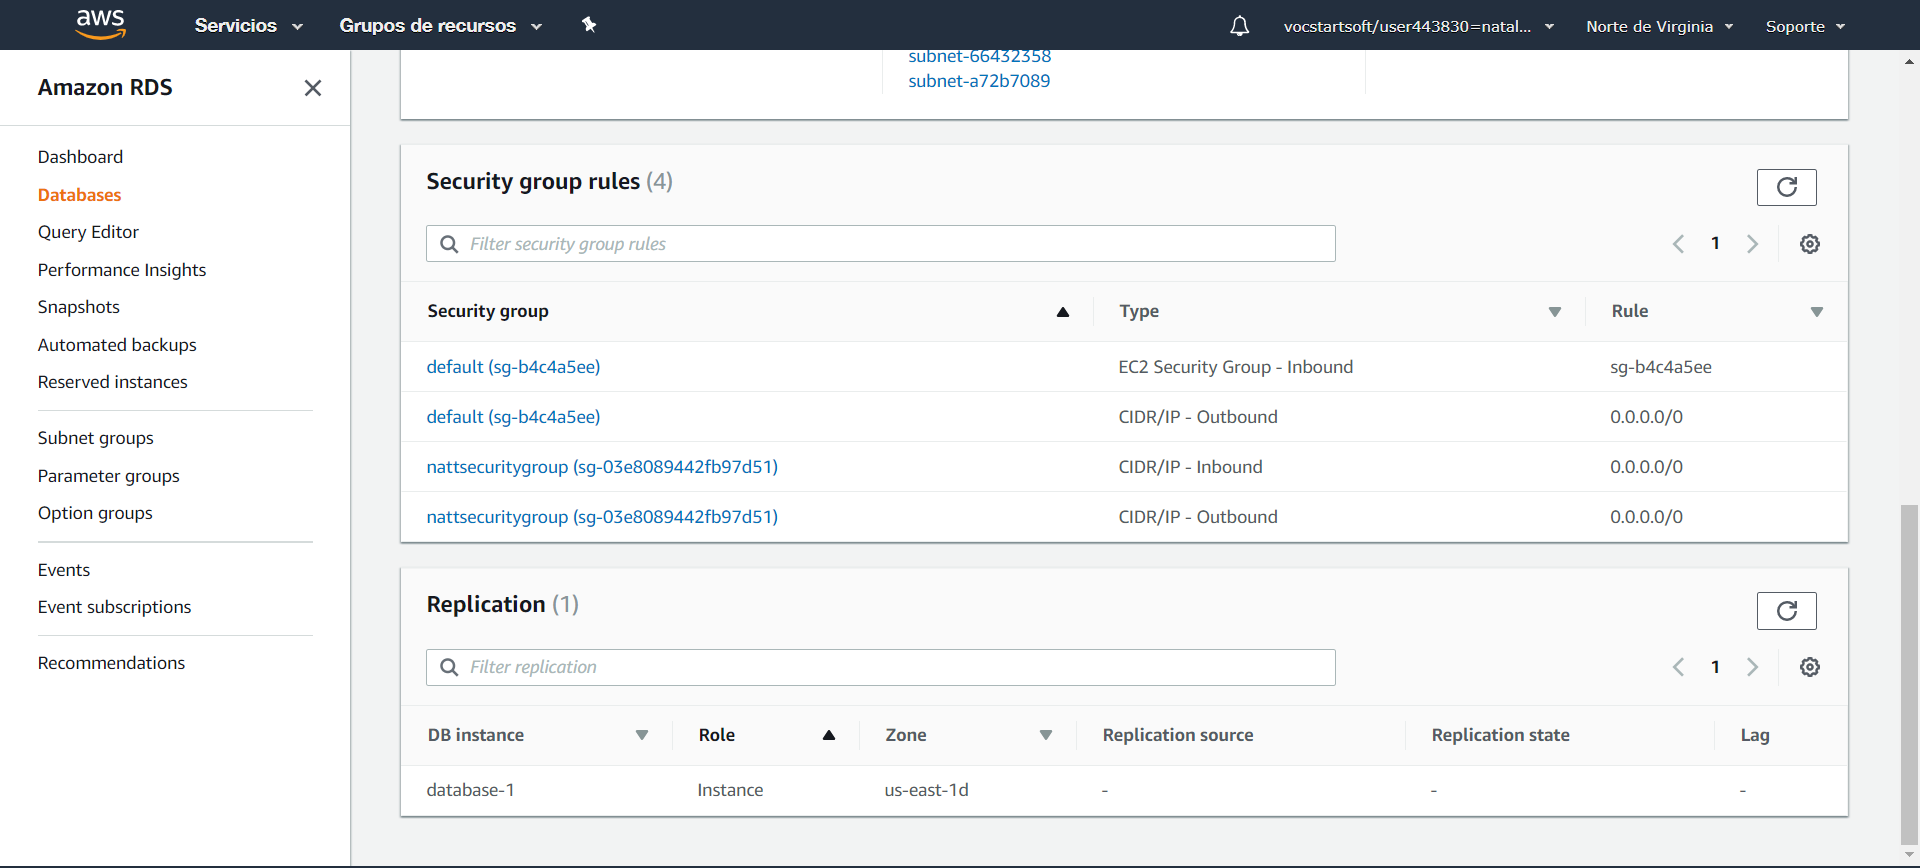 aws Servicios Grupos de recursos vocstartsoft/user443830=natal... Norte de Virginia Soporte
Amazon RDS
Dashboard
Databases
Query Editor
Performance Insights
Snapshots
Automated backups
Reserved instances
Subnet groups
Parameter groups
Option groups
Events
Event subscriptions
Recommendations
subnet-66432358
subnet-a72b7089
Security group rules (4)
Filter security group rules
1
Security group Type Rule
default (sg-b4c4a5ee) EC2 Security Group - Inbound sg-b4c4a5ee
default (sg-b4c4a5ee) CIDR/IP - Outbound 0.0.0.0/0
nattsecuritygroup (sg-03e8089442fb97d51) CIDR/IP - Inbound 0.0.0.0/0
nattsecuritygroup (sg-03e8089442fb97d51) CIDR/IP - Outbound 0.0.0.0/0
Replication (1)
Filter replication
1
DB instance Role Zone Replication source Replication state Lag
database-1 Instance us-east-1d - - -